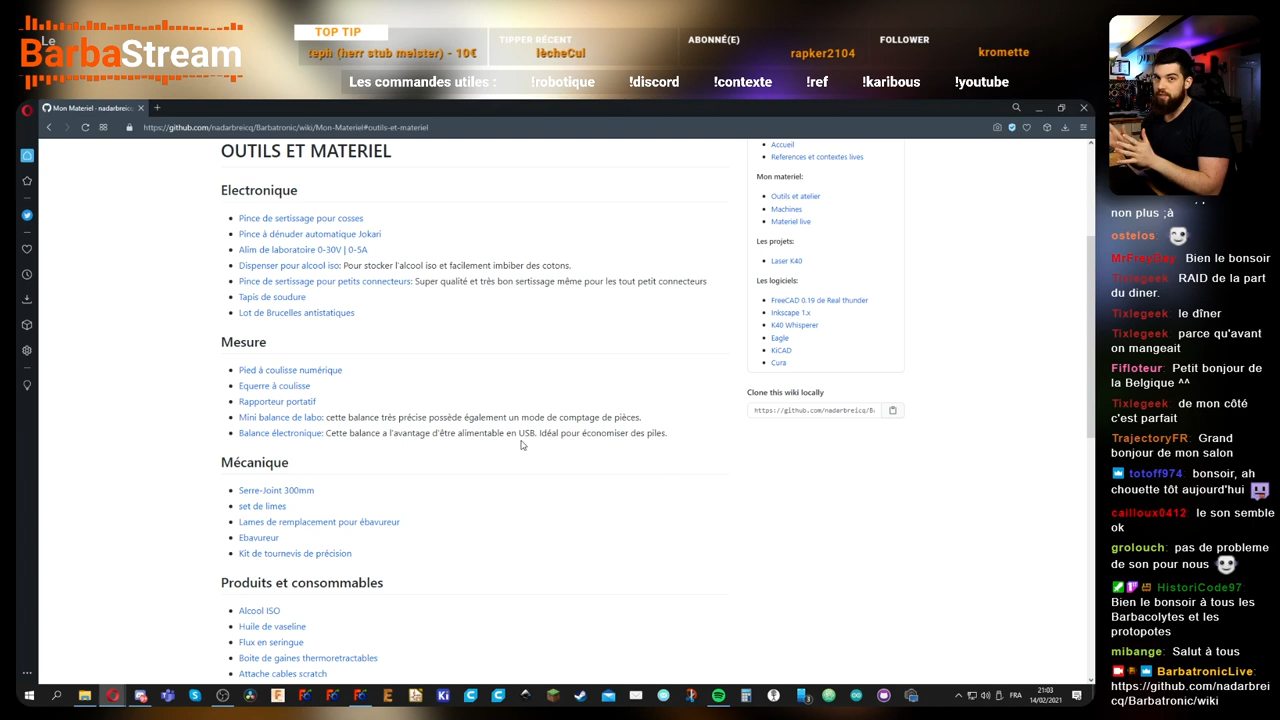 Le
BarbaStream
TOP TIP
teph (herr stub meister) - 10€
TIPPER RÉCENT
lècheCul
ABONNÉ(E)
rapker2104
FOLLOWER
kromette
Les commandes utiles :
!robotique
!discord
!contexte
!ref
!karibous
!youtube
Mon Materiel · nadarbreicq
https://github.com/nadarbreicq/Barbatronic/wiki/Mon-Materiel#outils-et-materiel
OUTILS ET MATERIEL
Electronique
Pince de sertissage pour cosses
Pince à dénuder automatique Jokari
Alim de laboratoire 0-30V | 0-5A
Dispenser pour alcool iso: Pour stocker l'alcool iso et facilement imbiber des cotons.
Pince de sertissage pour petits connecteurs: Super qualité et très bon sertissage même pour les tout petit connecteurs
Tapis de soudure
Lot de Brucelles antistatiques
Mesure
Pied à coulisse numérique
Equerre à coulisse
Rapporteur portatif
Mini balance de labo: cette balance très précise possède également un mode de comptage de pièces.
Balance électronique: Cette balance a l'avantage d'être alimentable en USB. Idéal pour économiser des piles.
Mécanique
Serre-Joint 300mm
set de limes
Lames de remplacement pour ébavureur
Ebavureur
Kit de tournevis de précision
Produits et consommables
Alcool ISO
Huile de vaseline
Flux en seringue
Boite de gaines thermoretractables
Attache cables scratch
Accueil
References et contextes lives
Mon materiel:
Outils et atelier
Machines
Materiel live
Les projets:
Laser K40
Les logiciels:
FreeCAD 0.19 de Real thunder
Inkscape 1.x
K40 Whisperer
Eagle
KiCAD
Cura
Clone this wiki locally
https://github.com/nadarbreicq/B
non plus ;à
ostelos:
MrFreyDey: Bien le bonsoir
Tixlegeek: RAID de la part
du diner.
Tixlegeek: le dîner
Tixlegeek: parce qu'avant
on mangeait
Fifloteur: Petit bonjour de
la Belgique ^^
Tixlegeek: de mon côté
c'est parfait
TrajectoryFR: Grand
bonjour de mon salon
totoff974: bonsoir, ah
chouette tôt aujourd'hui
cailloux0412: le son semble
ok
grolouch: pas de probleme
de son pour nous
HistoriCode97:
Bien le bonsoir à tous les
Barbacolytes et les
protopotes
mibange: Salut à tous
BarbatronicLive:
https://github.com/nadarbrei
cq/Barbatronic/wiki
FR
21:03
14/02/2021